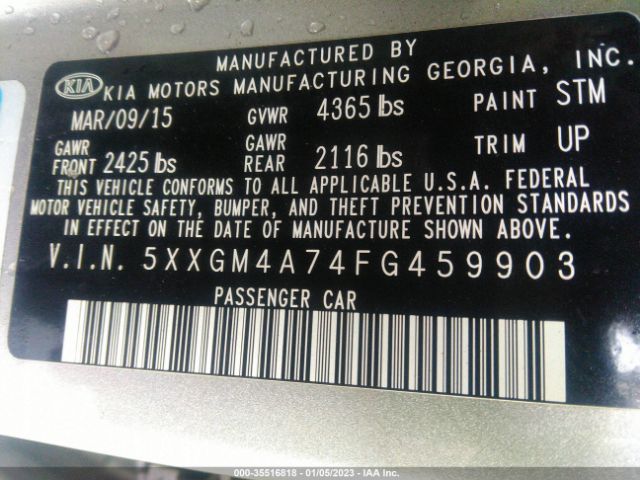 MANUFACTURED BY
KIA KIA MOTORS MANUFACTURING GEORGIA, INC.
MAR/09/15 GVWR 4365 lbs PAINT STM
GAWR FRONT 2425 lbs GAWR REAR 2116 lbs TRIM UP
THIS VEHICLE CONFORMS TO ALL APPLICABLE U.S.A. FEDERAL
MOTOR VEHICLE SAFETY, BUMPER, AND THEFT PREVENTION STANDARDS
IN EFFECT ON THE DATE OF MANUFACTURE SHOWN ABOVE.
V.I.N. 5XXGM4A74FG459903
PASSENGER CAR
000-35516818 - 01/05/2023 - IAA Inc.